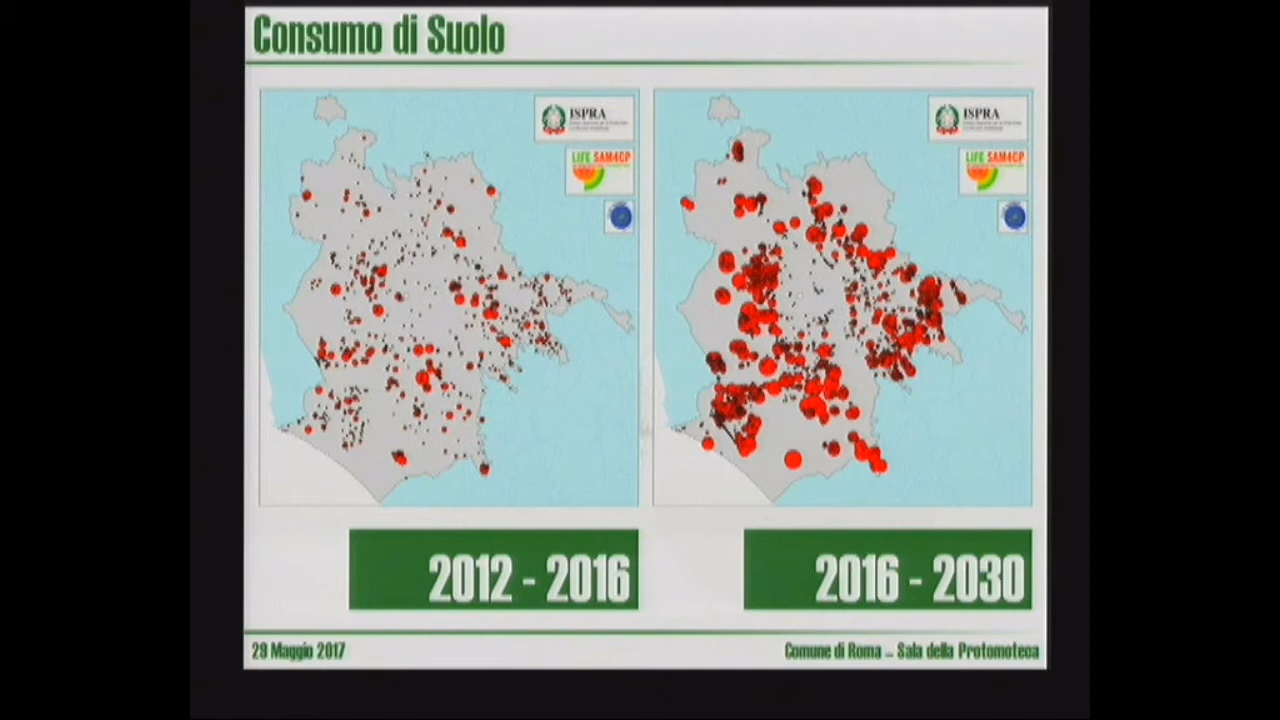 Consumo di Suolo
ISPRA
LIFE SAM4CP
ISPRA
LIFE SAM4CP
2012 - 2016
2016 - 2030
29 Maggio 2017
Comune di Roma - Sala della Protomoteca